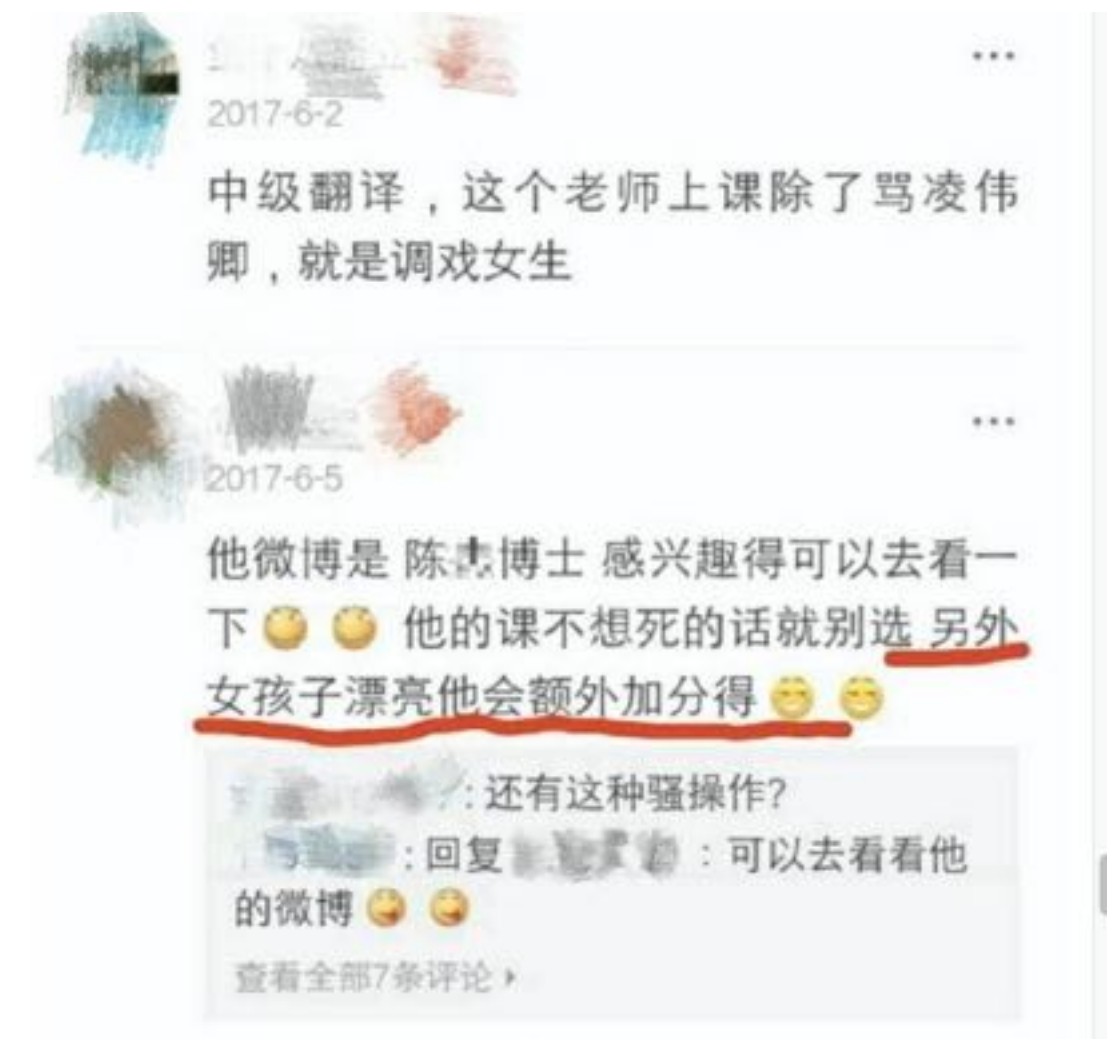 2017-6-2
中级翻译，这个老师上课除了骂凌伟
卿，就是调戏女生
2017-6-5
他微博是 陈 博士 感兴趣得可以去看一
下 他的课不想死的话就别选 另外
女孩子漂亮他会额外加分得
: 还有这种骚操作？
: 回复 : 可以去看看他
的微博
查看全部7条评论